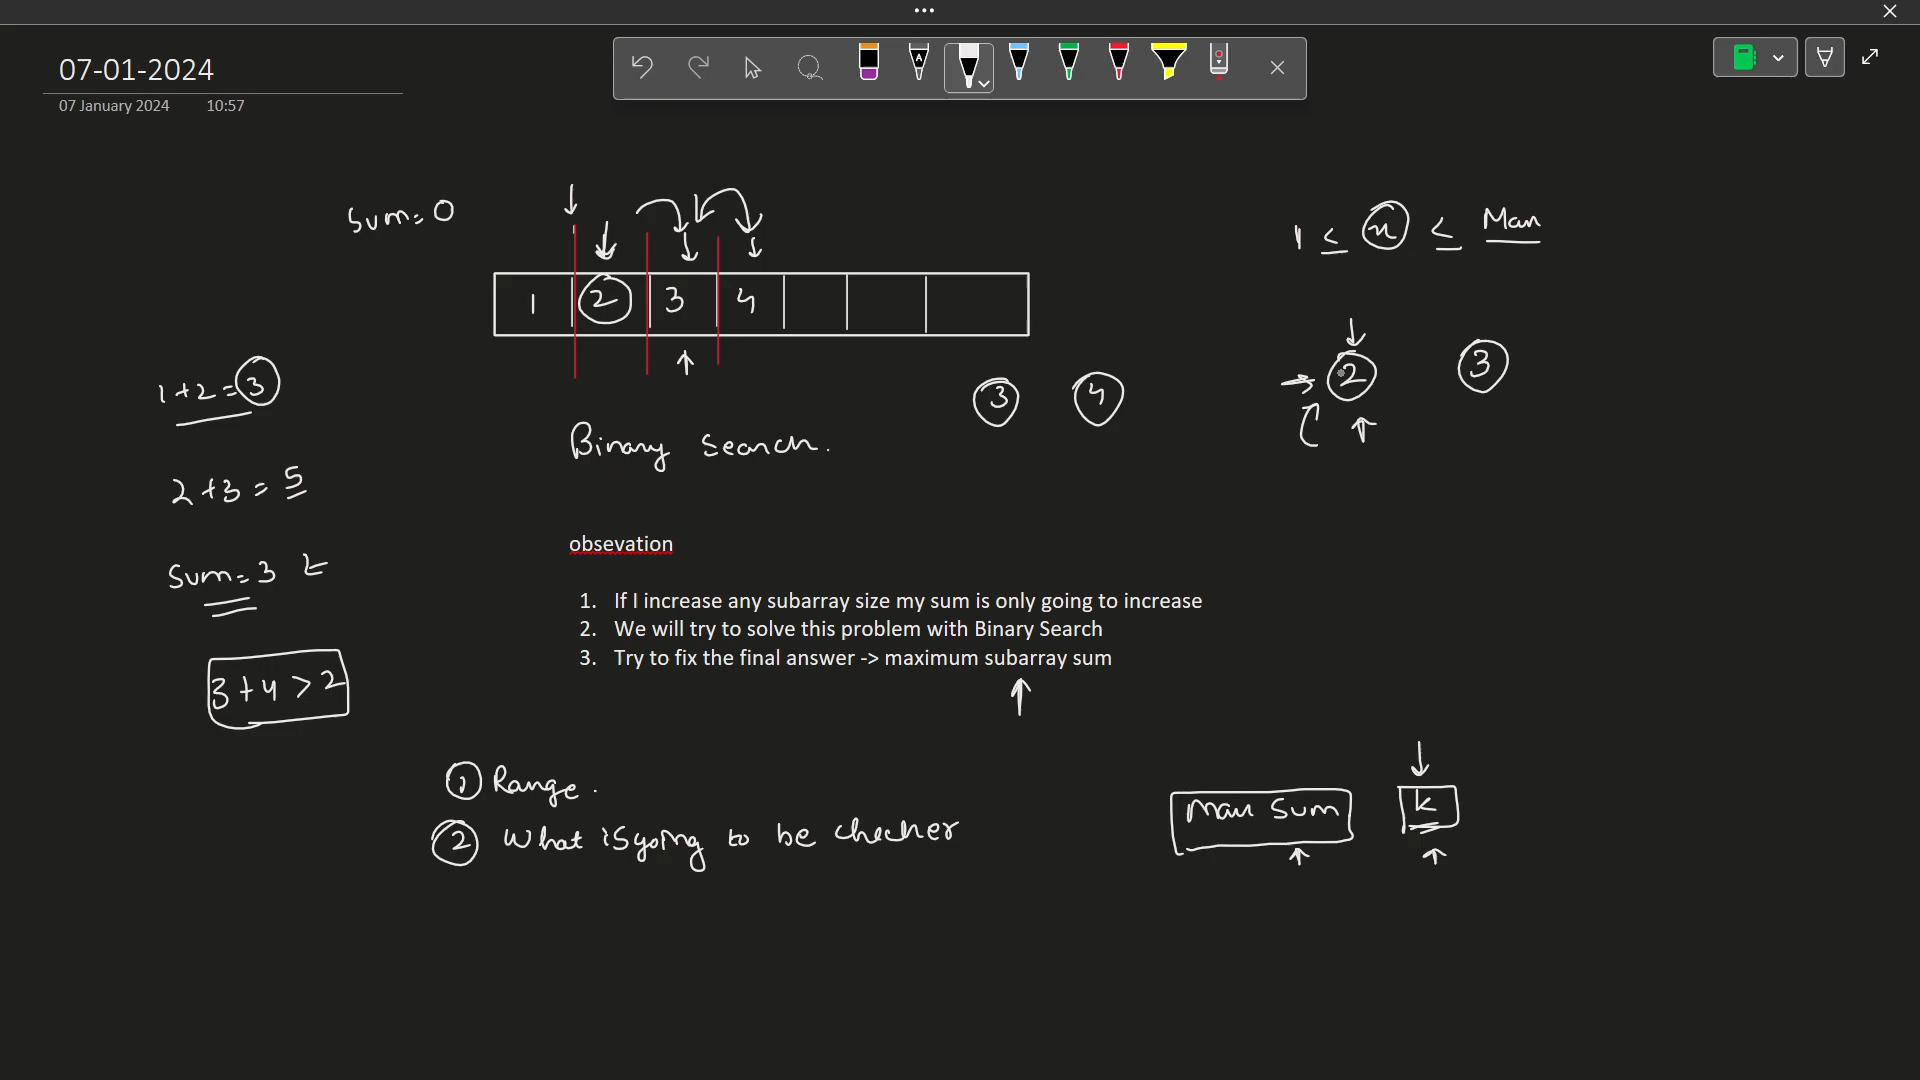 07-01-2024
07 January 2024 10:57
Sum = 0
1 ≤ x ≤ Max
1 2 3 4
2 3
1 + 2 = 3
3 4
Binary Search.
2 + 3 = 5
obsevation
Sum = 3
1. If I increase any subarray size my sum is only going to increase
2. We will try to solve this problem with Binary Search
3. Try to fix the final answer -> maximum subarray sum
3 + 4 > 2
1 Range.
Max Sum K
2 What is going to be checker